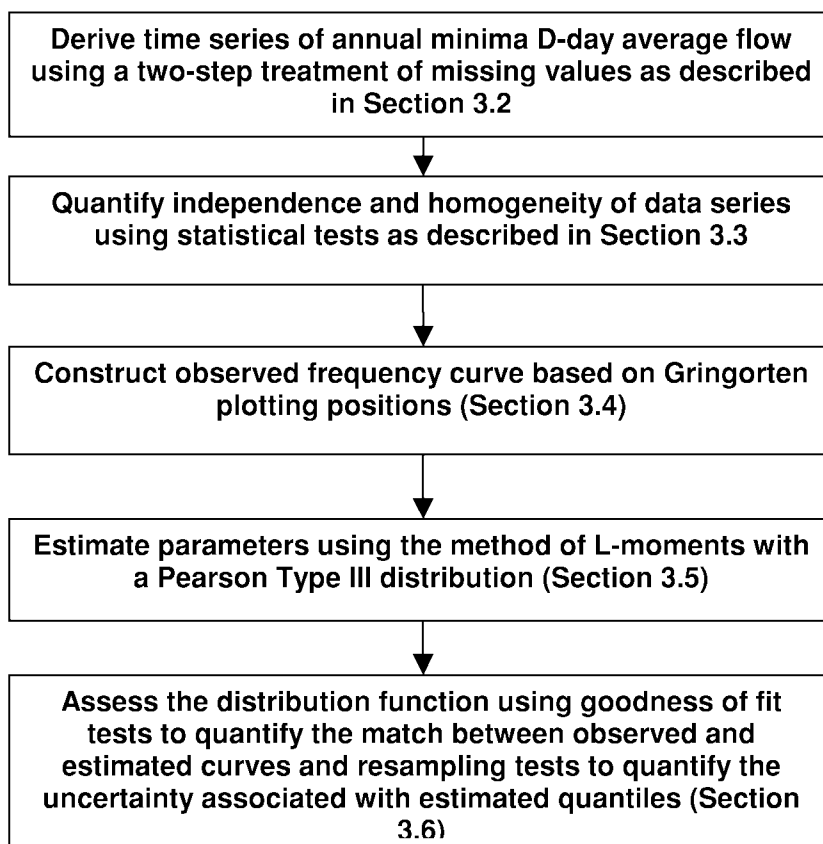 Derive time series of annual minima D-day average flow
using a two-step treatment of missing values as described
in Section 3.2
Quantify independence and homogeneity of data series
using statistical tests as described in Section 3.3
Construct observed frequency curve based on Gringorten
plotting positions (Section 3.4)
Estimate parameters using the method of L-moments with
a Pearson Type III distribution (Section 3.5)
Assess the distribution function using goodness of fit
tests to quantify the match between observed and
estimated curves and resampling tests to quantify the
uncertainty associated with estimated quantiles (Section
3.6)